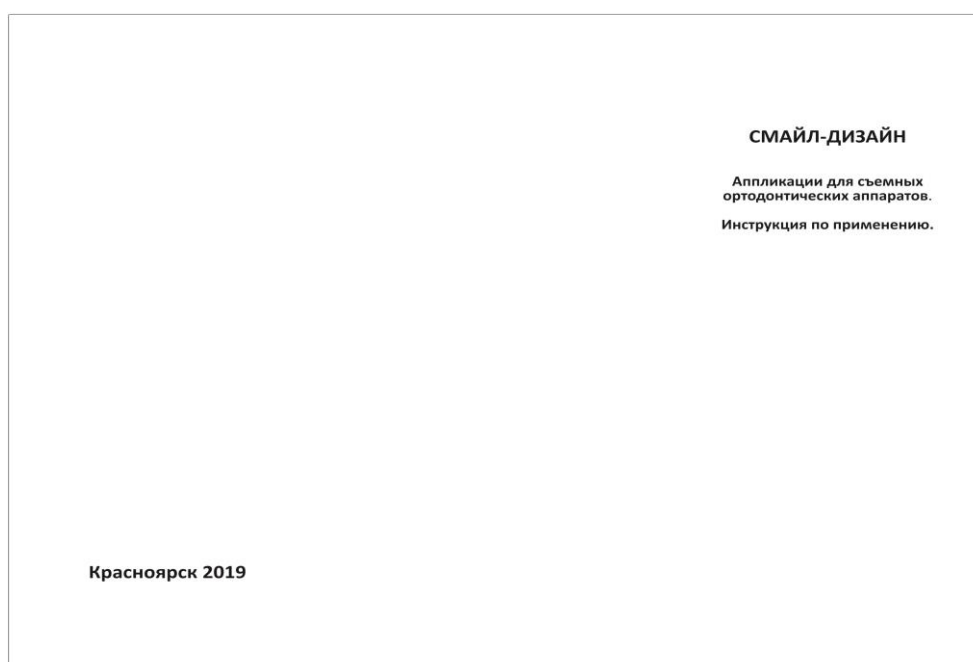 СМАЙЛ-ДИЗАЙН
Аппликации для съемных
ортодонтических аппаратов.
Инструкция по применению.
Красноярск 2019